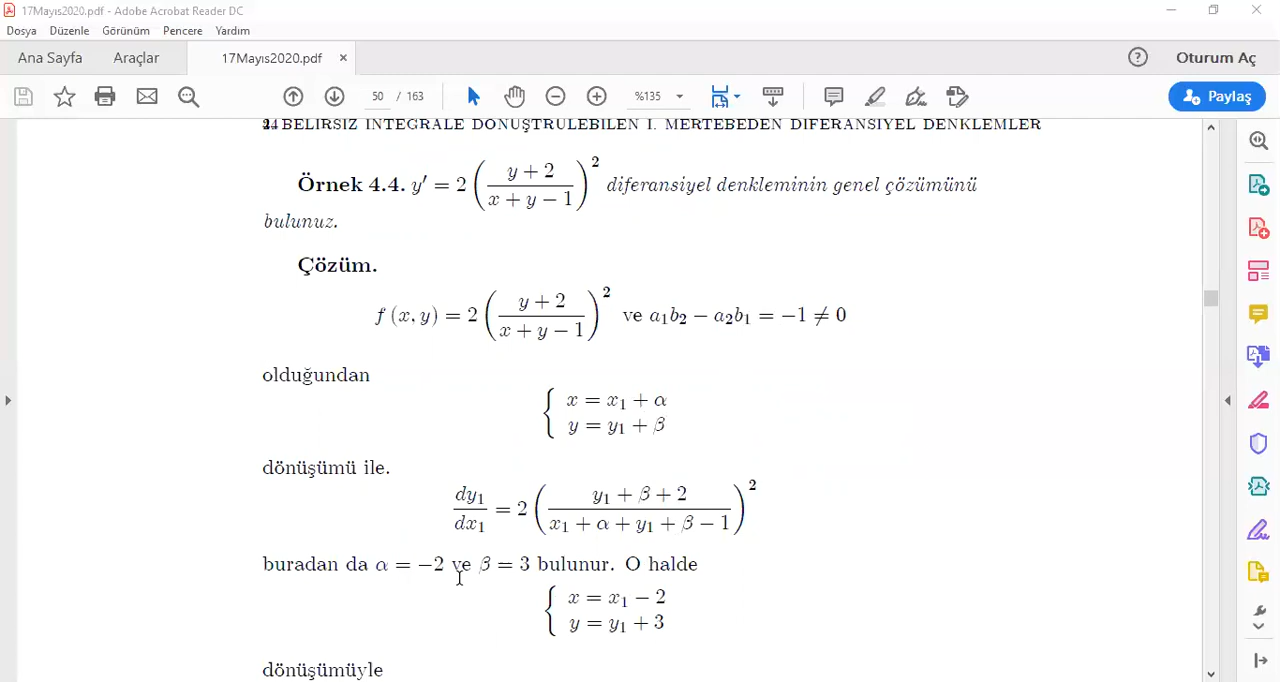 17Mayıs2020.pdf - Adobe Acrobat Reader DC
Dosya Düzenle Görünüm Pencere Yardım
Ana Sayfa Araçlar 17Mayıs2020.pdf × ? Oturum Aç
50 / 163 %135 Paylaş
BELIRSIZ INTEGRALE DÖNÜŞTRÜLEBILEN I. MERTEBEDEN DIFERANSIYEL DENKLEMLER
Örnek 4.4. y′ = 2 ( (y + 2) / (x + y − 1) )² diferansiyel denkleminin genel çözümünü
bulunuz.
Çözüm.
f (x, y) = 2 ( (y + 2) / (x + y − 1) )² ve a₁b₂ − a₂b₁ = −1 ≠ 0
olduğundan
{ x = x₁ + α
y = y₁ + β
dönüşümü ile.
dy₁/dx₁ = 2 ( (y₁ + β + 2) / (x₁ + α + y₁ + β − 1) )²
buradan da α = −2 ve β = 3 bulunur. O halde
{ x = x₁ − 2
y = y₁ + 3
dönüşümüyle